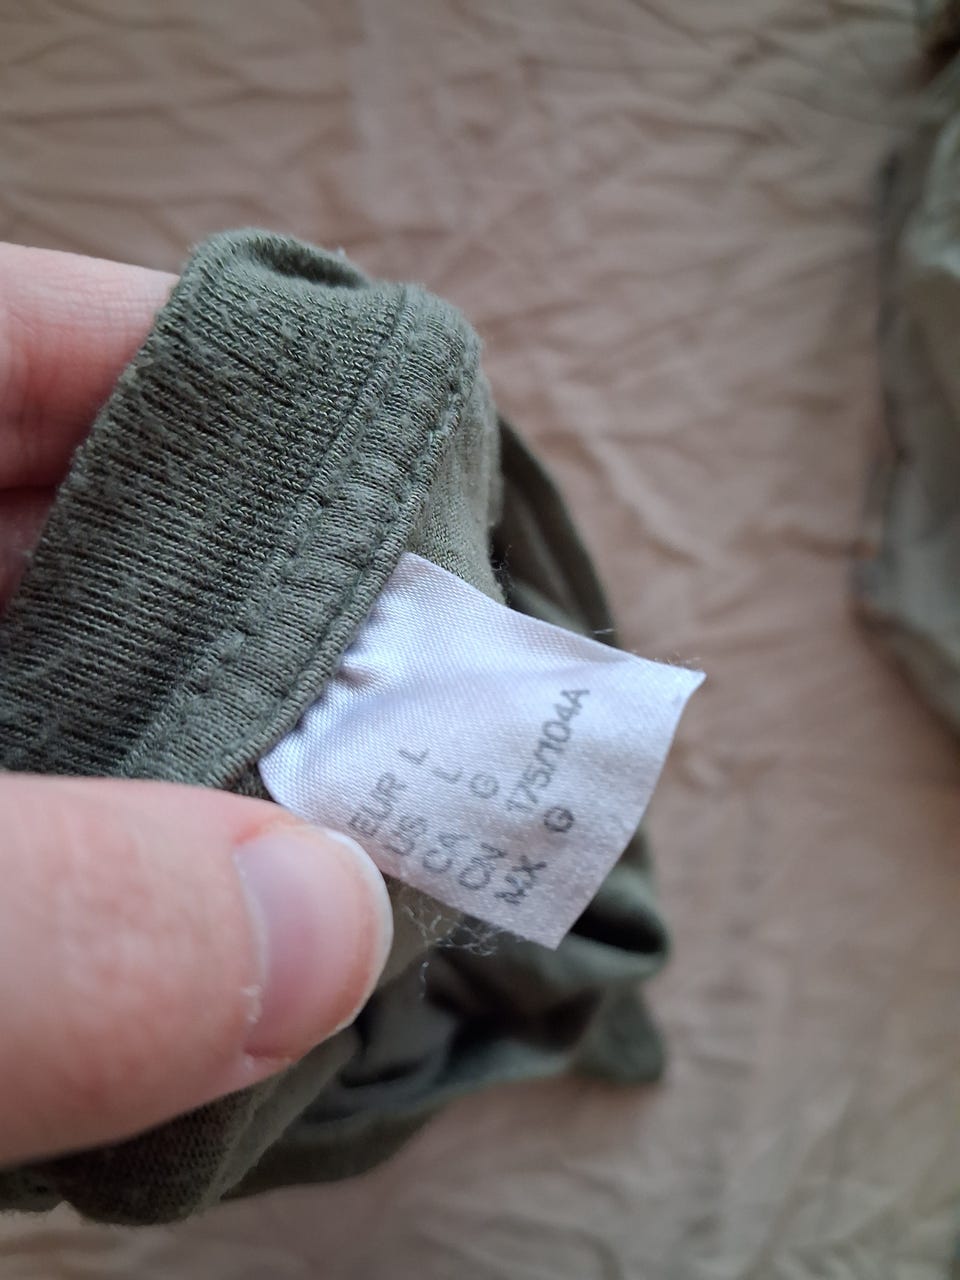 EUR L
US L
CA G
CN 175/104A
MX G